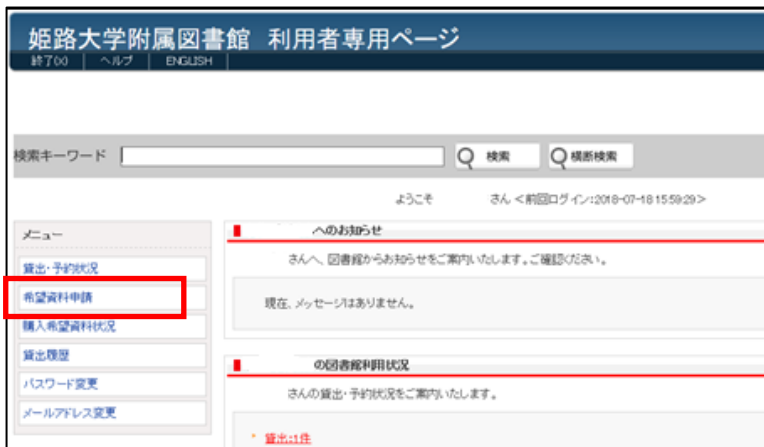 姫路大学附属図書館 利用者専用ページ
終了(X) | ヘルプ | ENGLISH |
検索キーワード 検索 横断検索
ようこそ さん <前回ログイン:2018-07-18 15:59:29>
メニュー
貸出・予約状況
希望資料申請
購入希望資料状況
貸出履歴
パスワード変更
メールアドレス変更
へのお知らせ
さんへ、図書館からお知らせをご案内いたします。ご確認ください。
現在、メッセージはありません。
の図書館利用状況
さんの貸出・予約状況をご案内いたします。
貸出:1件